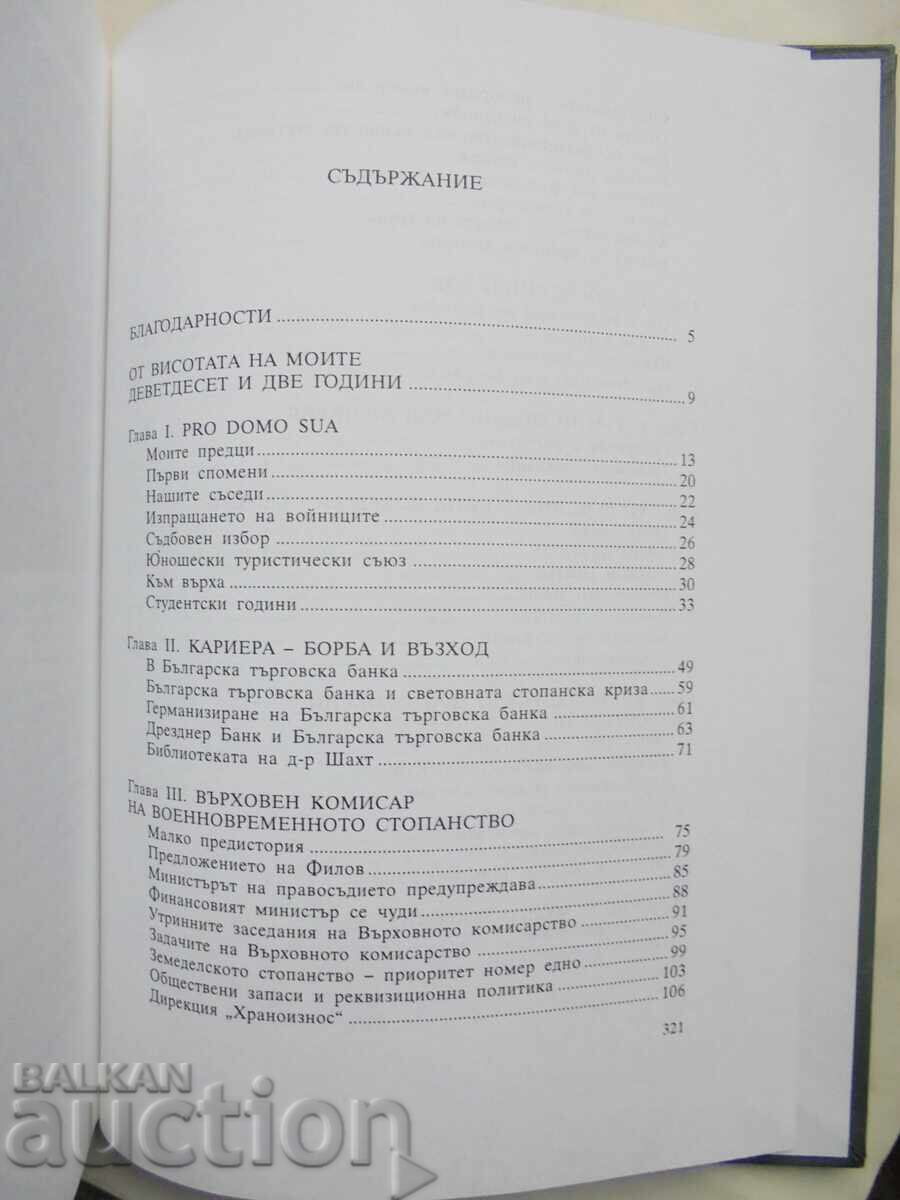 СЪДЪРЖАНИЕ
БЛАГОДАРНОСТИ 5
ОТ ВИСОТАТА НА МОИТЕ
ДЕВЕТДЕСЕТ И ДВЕ ГОДИНИ 9
Глава I. PRO DOMO SUA
Моите предци 13
Първи спомени 20
Нашите съседи 22
Изпращането на войниците 24
Съдбовен избор 26
Юношески туристически съюз 28
Към върха 30
Студентски години 33
Глава II. КАРИЕРА – БОРБА И ВЪЗХОД
В Българска търговска банка 49
Българска търговска банка и световната стопанска криза 59
Германизиране на Българска търговска банка 61
Дрезднер Банк и Българска търговска банка 63
Библиотеката на д-р Шахт 71
Глава III. ВЪРХОВЕН КОМИСАР
НА ВОЕННОВРЕМЕННОТО СТОПАНСТВО
Малко предистория 75
Предложението на Филов 79
Министърът на правосъдието предупреждава 85
Финансовият министър се чуди 88
Утринните заседания на Върховното комисарство 91
Задачите на Върховното комисарство 95
Земеделското стопанство – приоритет номер едно 99
Обществени запаси и реквизиционна политика 103
Дирекция „Храноизнос“ 106
321
BALKAN
auction